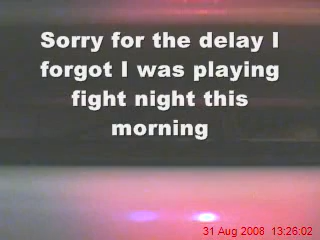 Sorry for the delay I
forgot I was playing
fight night this
morning
31 Aug 2008 13:26:02